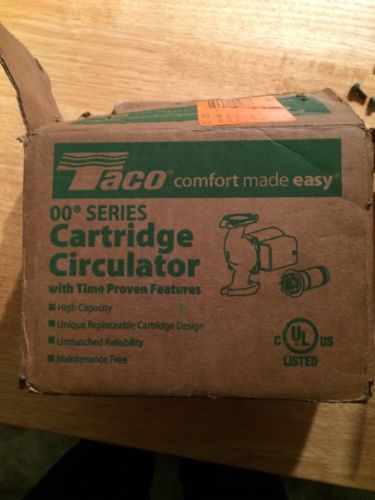 Taco® comfort made easy®
00® SERIES
Cartridge
Circulator
with Time Proven Features
■ High Capacity
■ Unique Replaceable Cartridge Design
■ Unmatched Reliability
■ Maintenance Free
C UL® US
LISTED